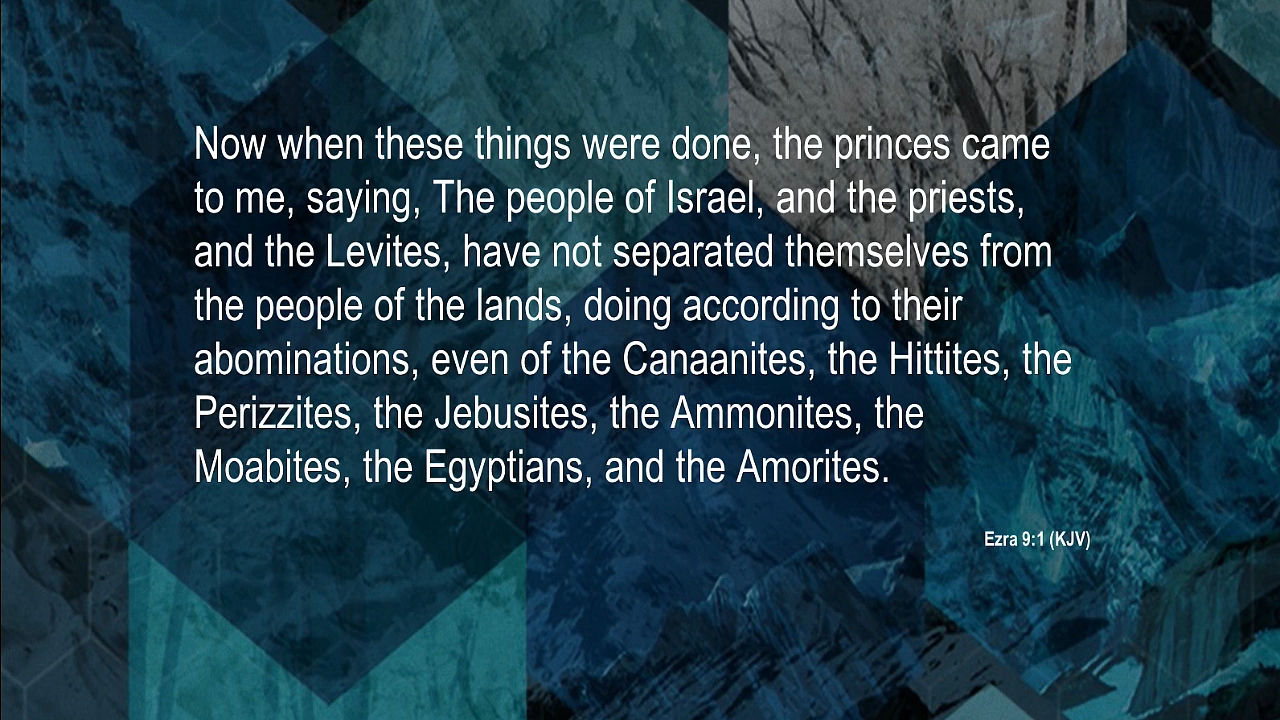 Now when these things were done, the princes came
to me, saying, The people of Israel, and the priests,
and the Levites, have not separated themselves from
the people of the lands, doing according to their
abominations, even of the Canaanites, the Hittites, the
Perizzites, the Jebusites, the Ammonites, the
Moabites, the Egyptians, and the Amorites.
Ezra 9:1 (KJV)